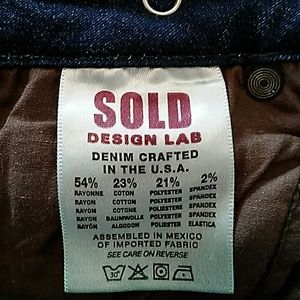 SOLD
DESIGN LAB
DENIM CRAFTED
IN THE U.S.A.
54% 23% 21% 2%
RAYONNE COTON POLYESTER SPANDEX
RAYON COTTON POLYESTER SPANDEX
RAYON COTONE POLIESTERE SPANDEX
RAYON BAUMWOLLE POLYESTER SPANDEX
RAYÓN ALGODON POLIESTER ELASTICA
ASSEMBLED IN MEXICO
OF IMPORTED FABRIC
SEE CARE ON REVERSE